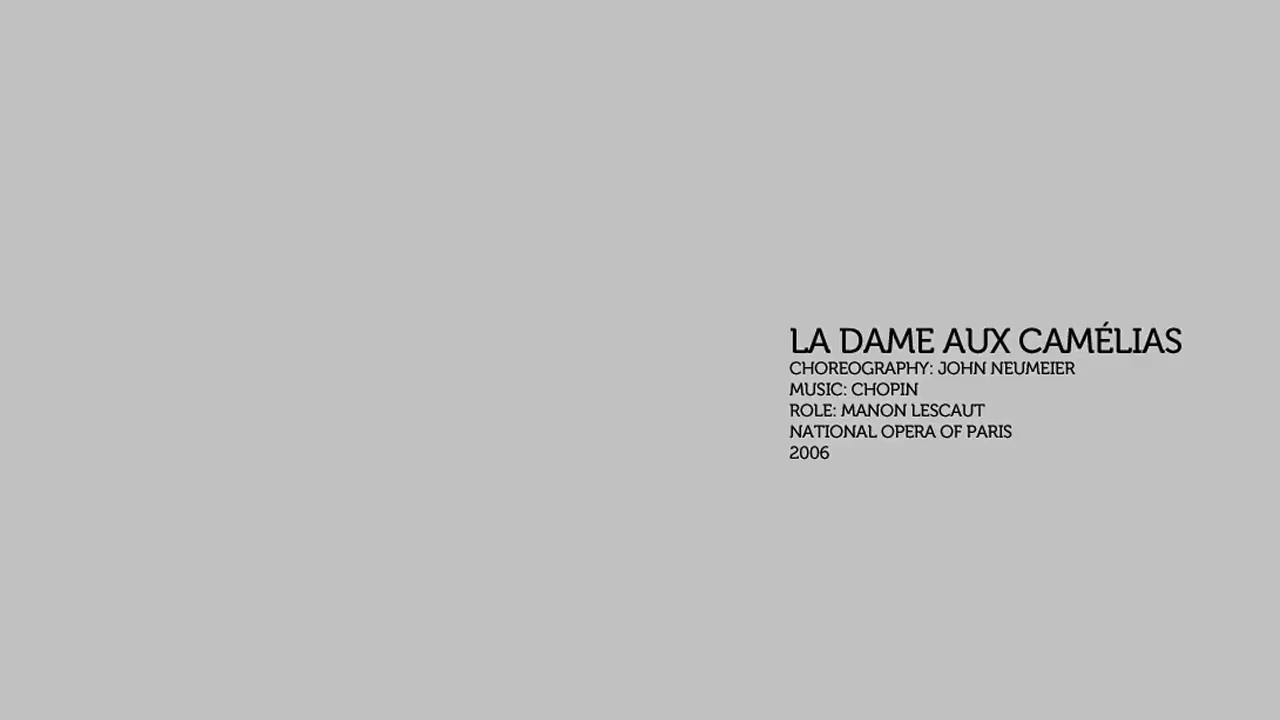 LA DAME AUX CAMÉLIAS
CHOREOGRAPHY: JOHN NEUMEIER
MUSIC: CHOPIN
ROLE: MANON LESCAUT
NATIONAL OPERA OF PARIS
2006